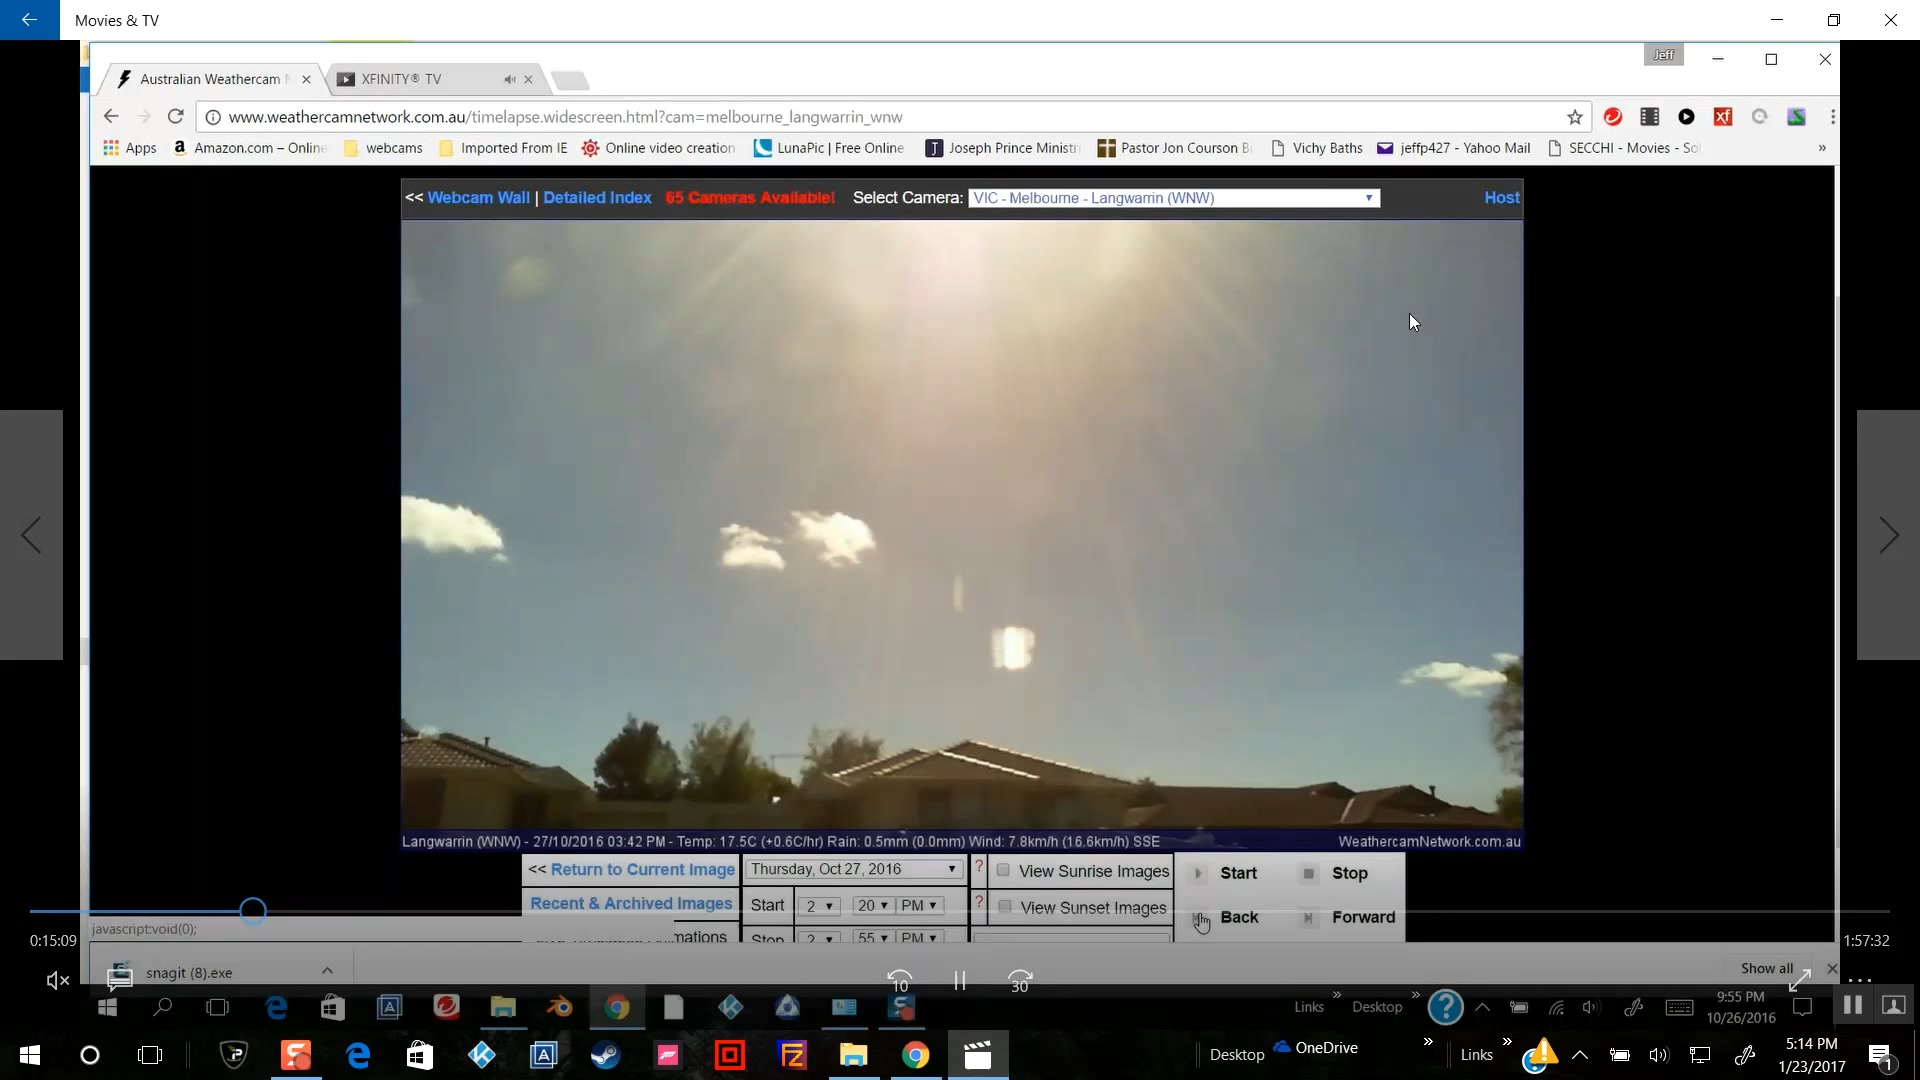 Movies & TV
Jeff
Australian Weathercam
XFINITY® TV
www.weathercamnetwork.com.au/timelapse.widescreen.html?cam=melbourne_langwarrin_wnw
Apps
Amazon.com – Online
webcams
Imported From IE
Online video creation
LunaPic | Free Online
Joseph Prince Ministr
Pastor Jon Courson B
Vichy Baths
jeffp427 - Yahoo Mail
SECCHI - Movies - So
»
<< Webcam Wall | Detailed Index 65 Cameras Available! Select Camera: VIC - Melbourne - Langwarrin (WNW) Host
Langwarrin (WNW) - 27/10/2016 03:42 PM - Temp: 17.5C (+0.6C/hr) Rain: 0.5mm (0.0mm) Wind: 7.8km/h (16.6km/h) SSE WeathercamNetwork.com.au
<< Return to Current Image Thursday, Oct 27, 2016 ? View Sunrise Images Start Stop
Recent & Archived Images Start 2 20 PM ? View Sunset Images Back Forward
mations Stop 2 55 PM
javascript:void(0);
0:15:09 1:57:32
snagit (8).exe Show all
10 30
Links » Desktop » 9:55 PM
10/26/2016
Desktop OneDrive » Links » 5:14 PM
1/23/2017
1